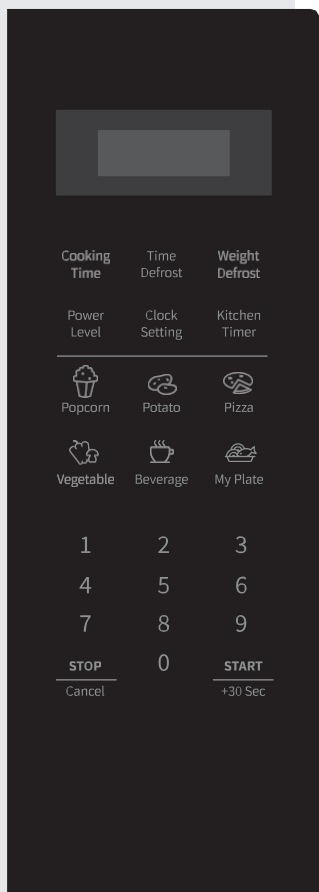 Cooking Time
Time Defrost
Weight Defrost
Power Level
Clock Setting
Kitchen Timer
Popcorn
Potato
Pizza
Vegetable
Beverage
My Plate
1 2 3
4 5 6
7 8 9
STOP 0 START
Cancel +30 Sec